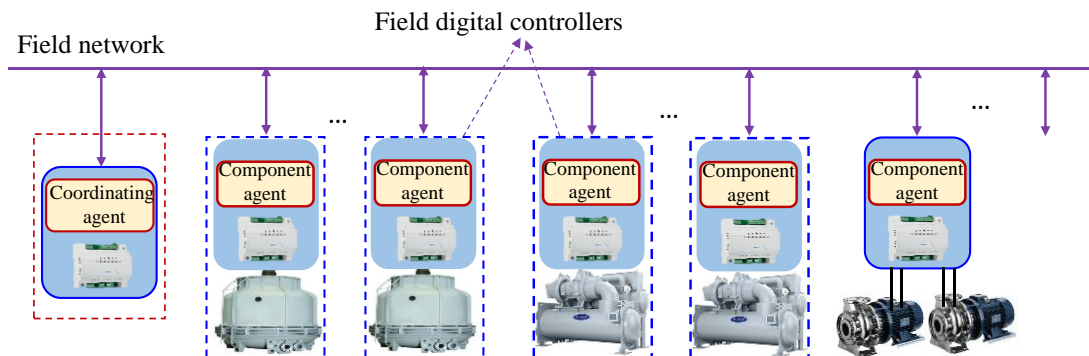 Field digital controllers
Field network
...
...
...
Coordinating
agent
Component
agent
Component
agent
Component
agent
Component
agent
Component
agent